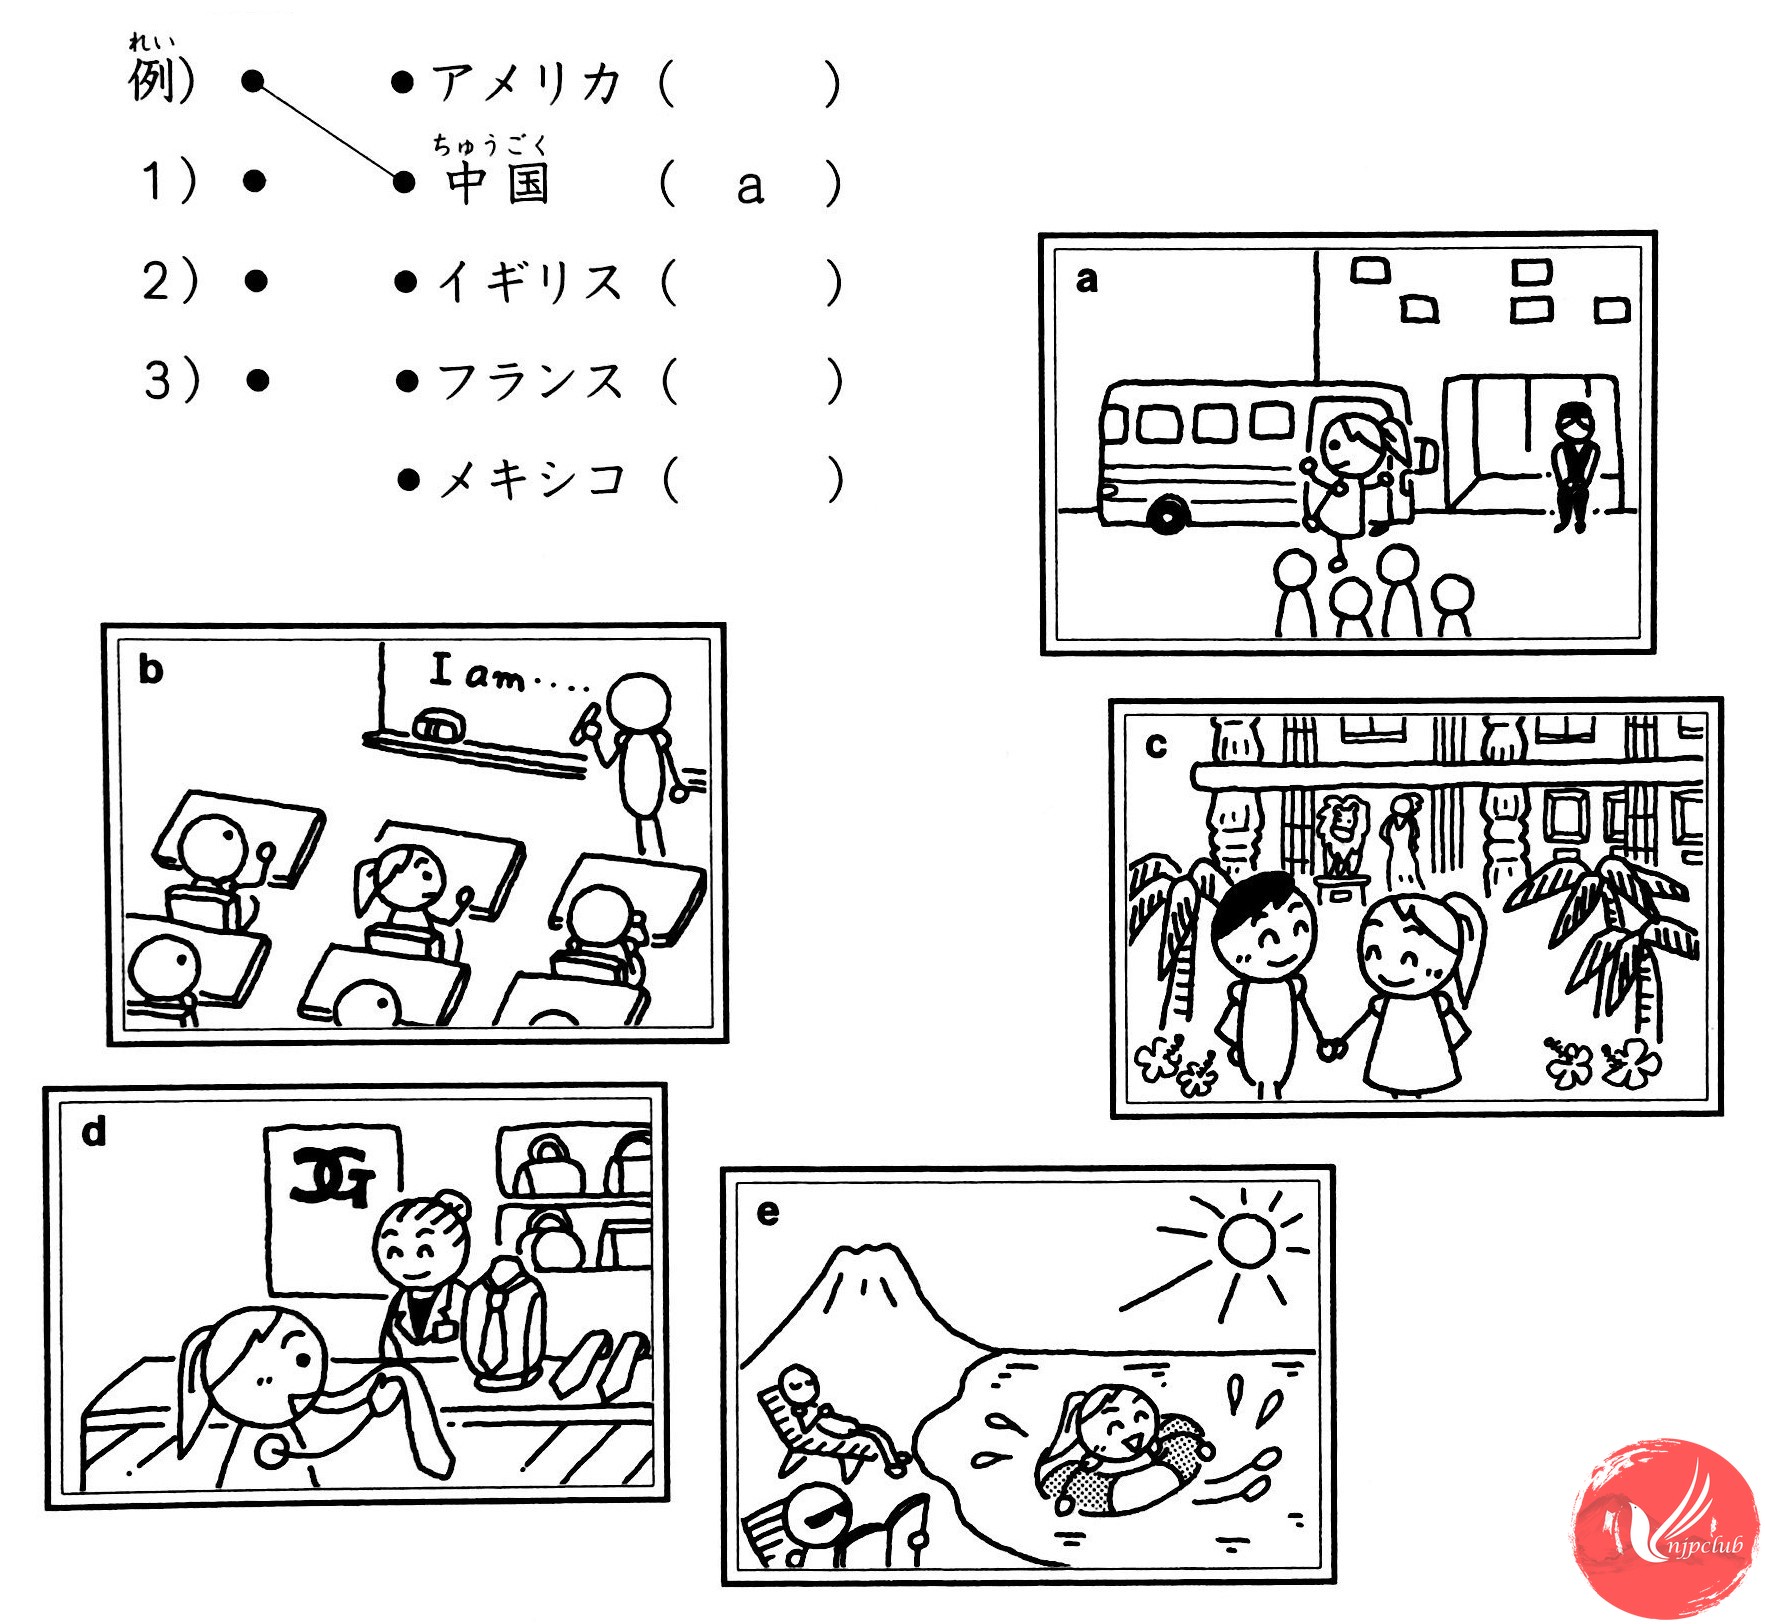 れい
例) ● ● アメリカ ( )
ちゅうごく
1) ● ● 中国 ( a )
2) ● ● イギリス ( )
3) ● ● フランス ( )
● メキシコ ( )
a
b
I am....
c
d
e
njpclub